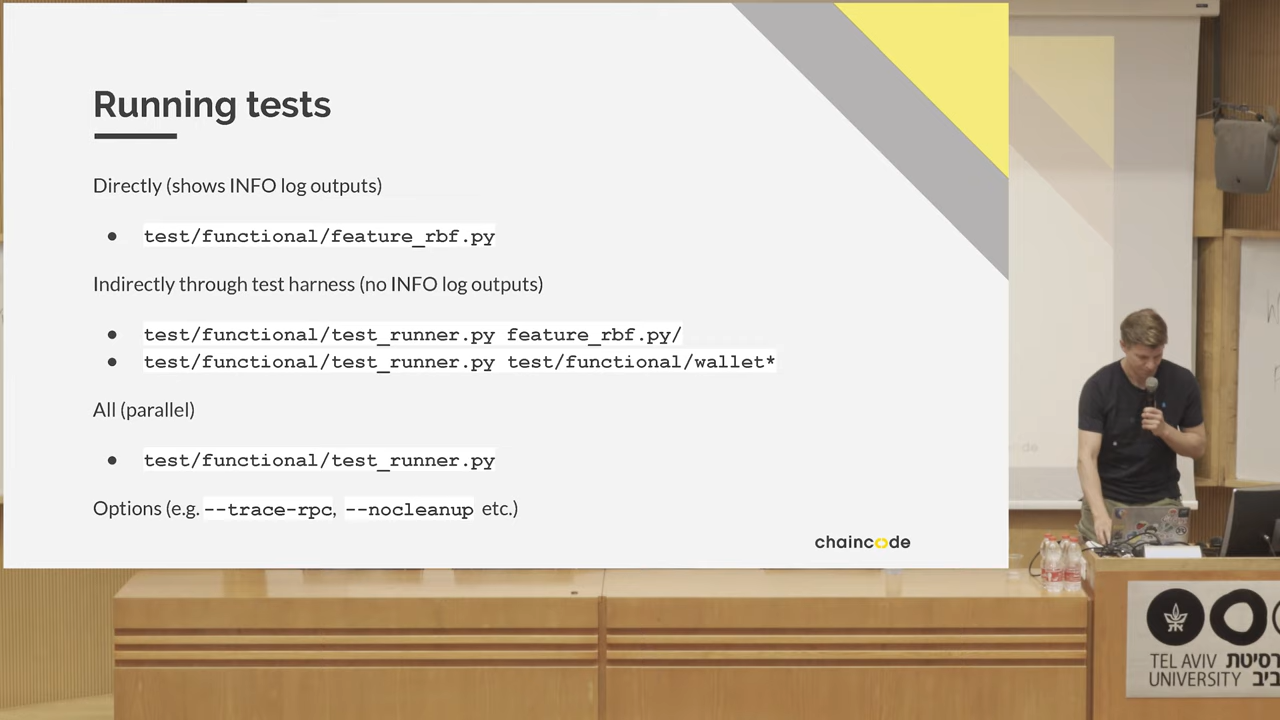 Running tests
Directly (shows INFO log outputs)
● test/functional/feature_rbf.py
Indirectly through test harness (no INFO log outputs)
● test/functional/test_runner.py feature_rbf.py/
● test/functional/test_runner.py test/functional/wallet*
All (parallel)
● test/functional/test_runner.py
Options (e.g. --trace-rpc, --nocleanup etc.)
chaincode
TEL AVIV
UNIVERSITY